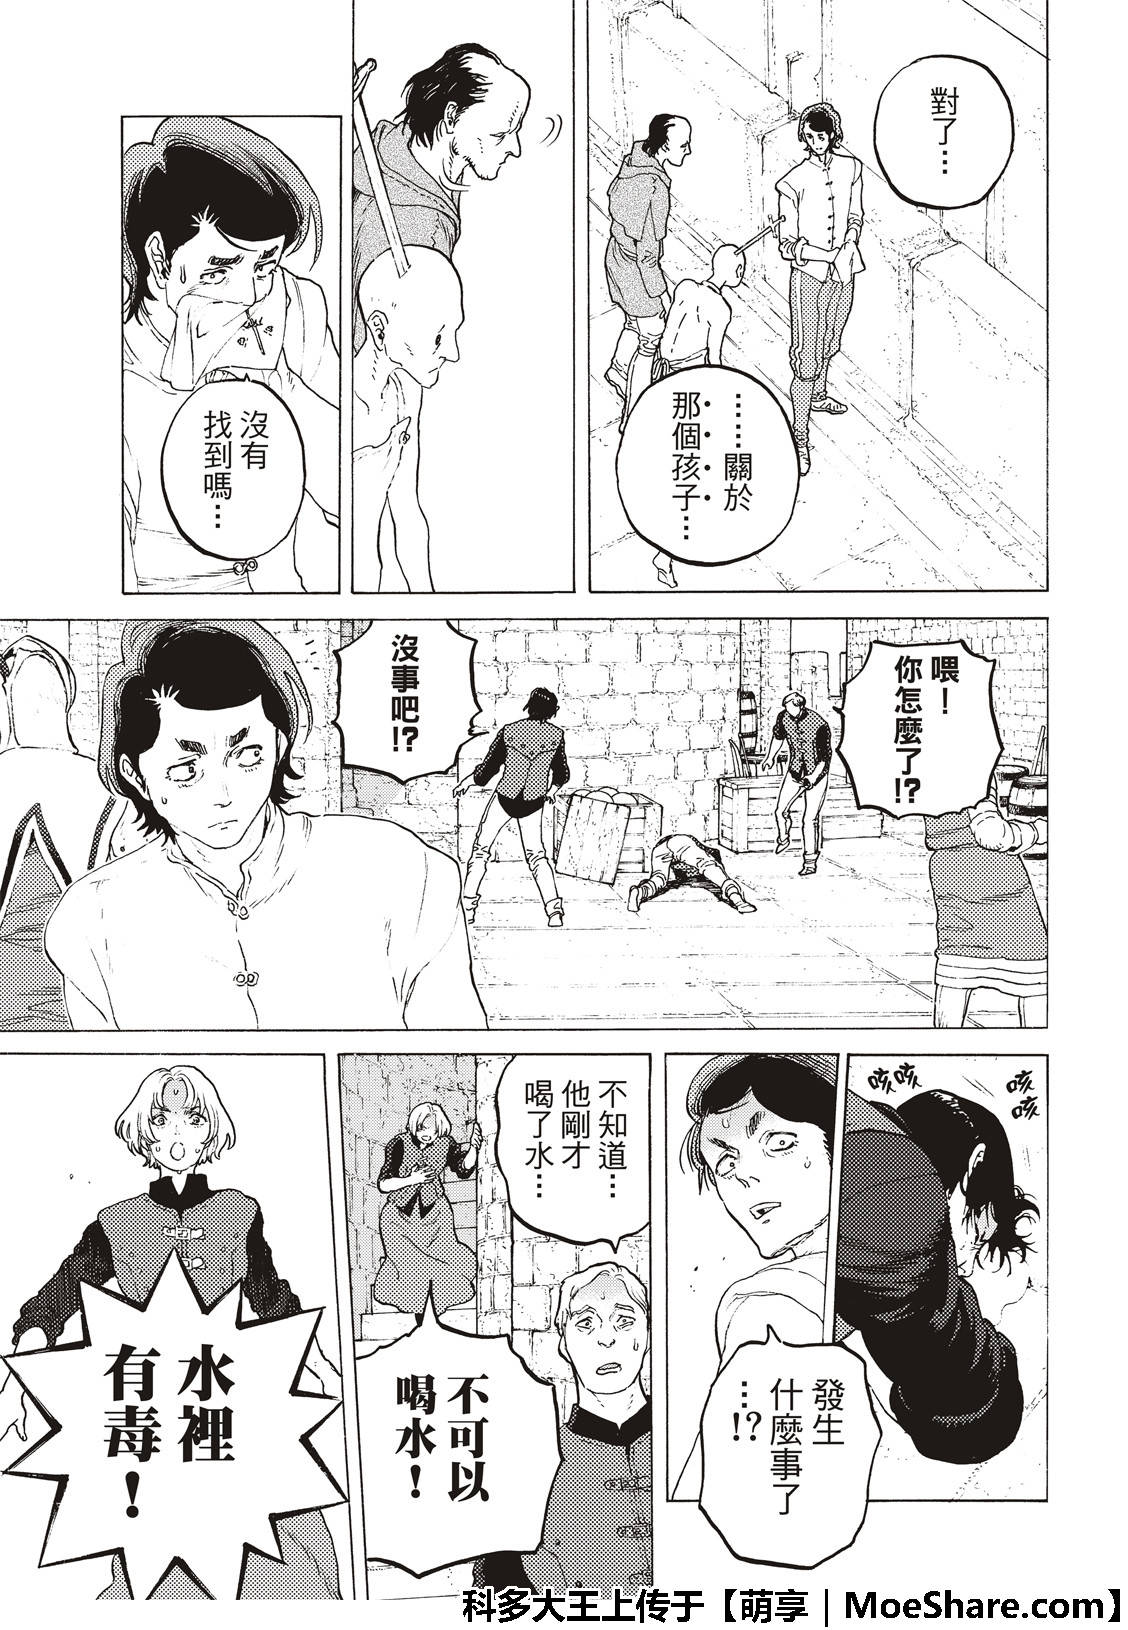 對了…
……關於
那個孩子…
沒有
找到嗎…
喂！
你怎麼了!?
沒事吧!?
咳咳
咳咳
發生
什麼事了
…!?
不知道…
他剛才
喝了水…
不可以
喝水！
水裡
有毒！
科多大王上传于【萌享｜MoeShare.com】